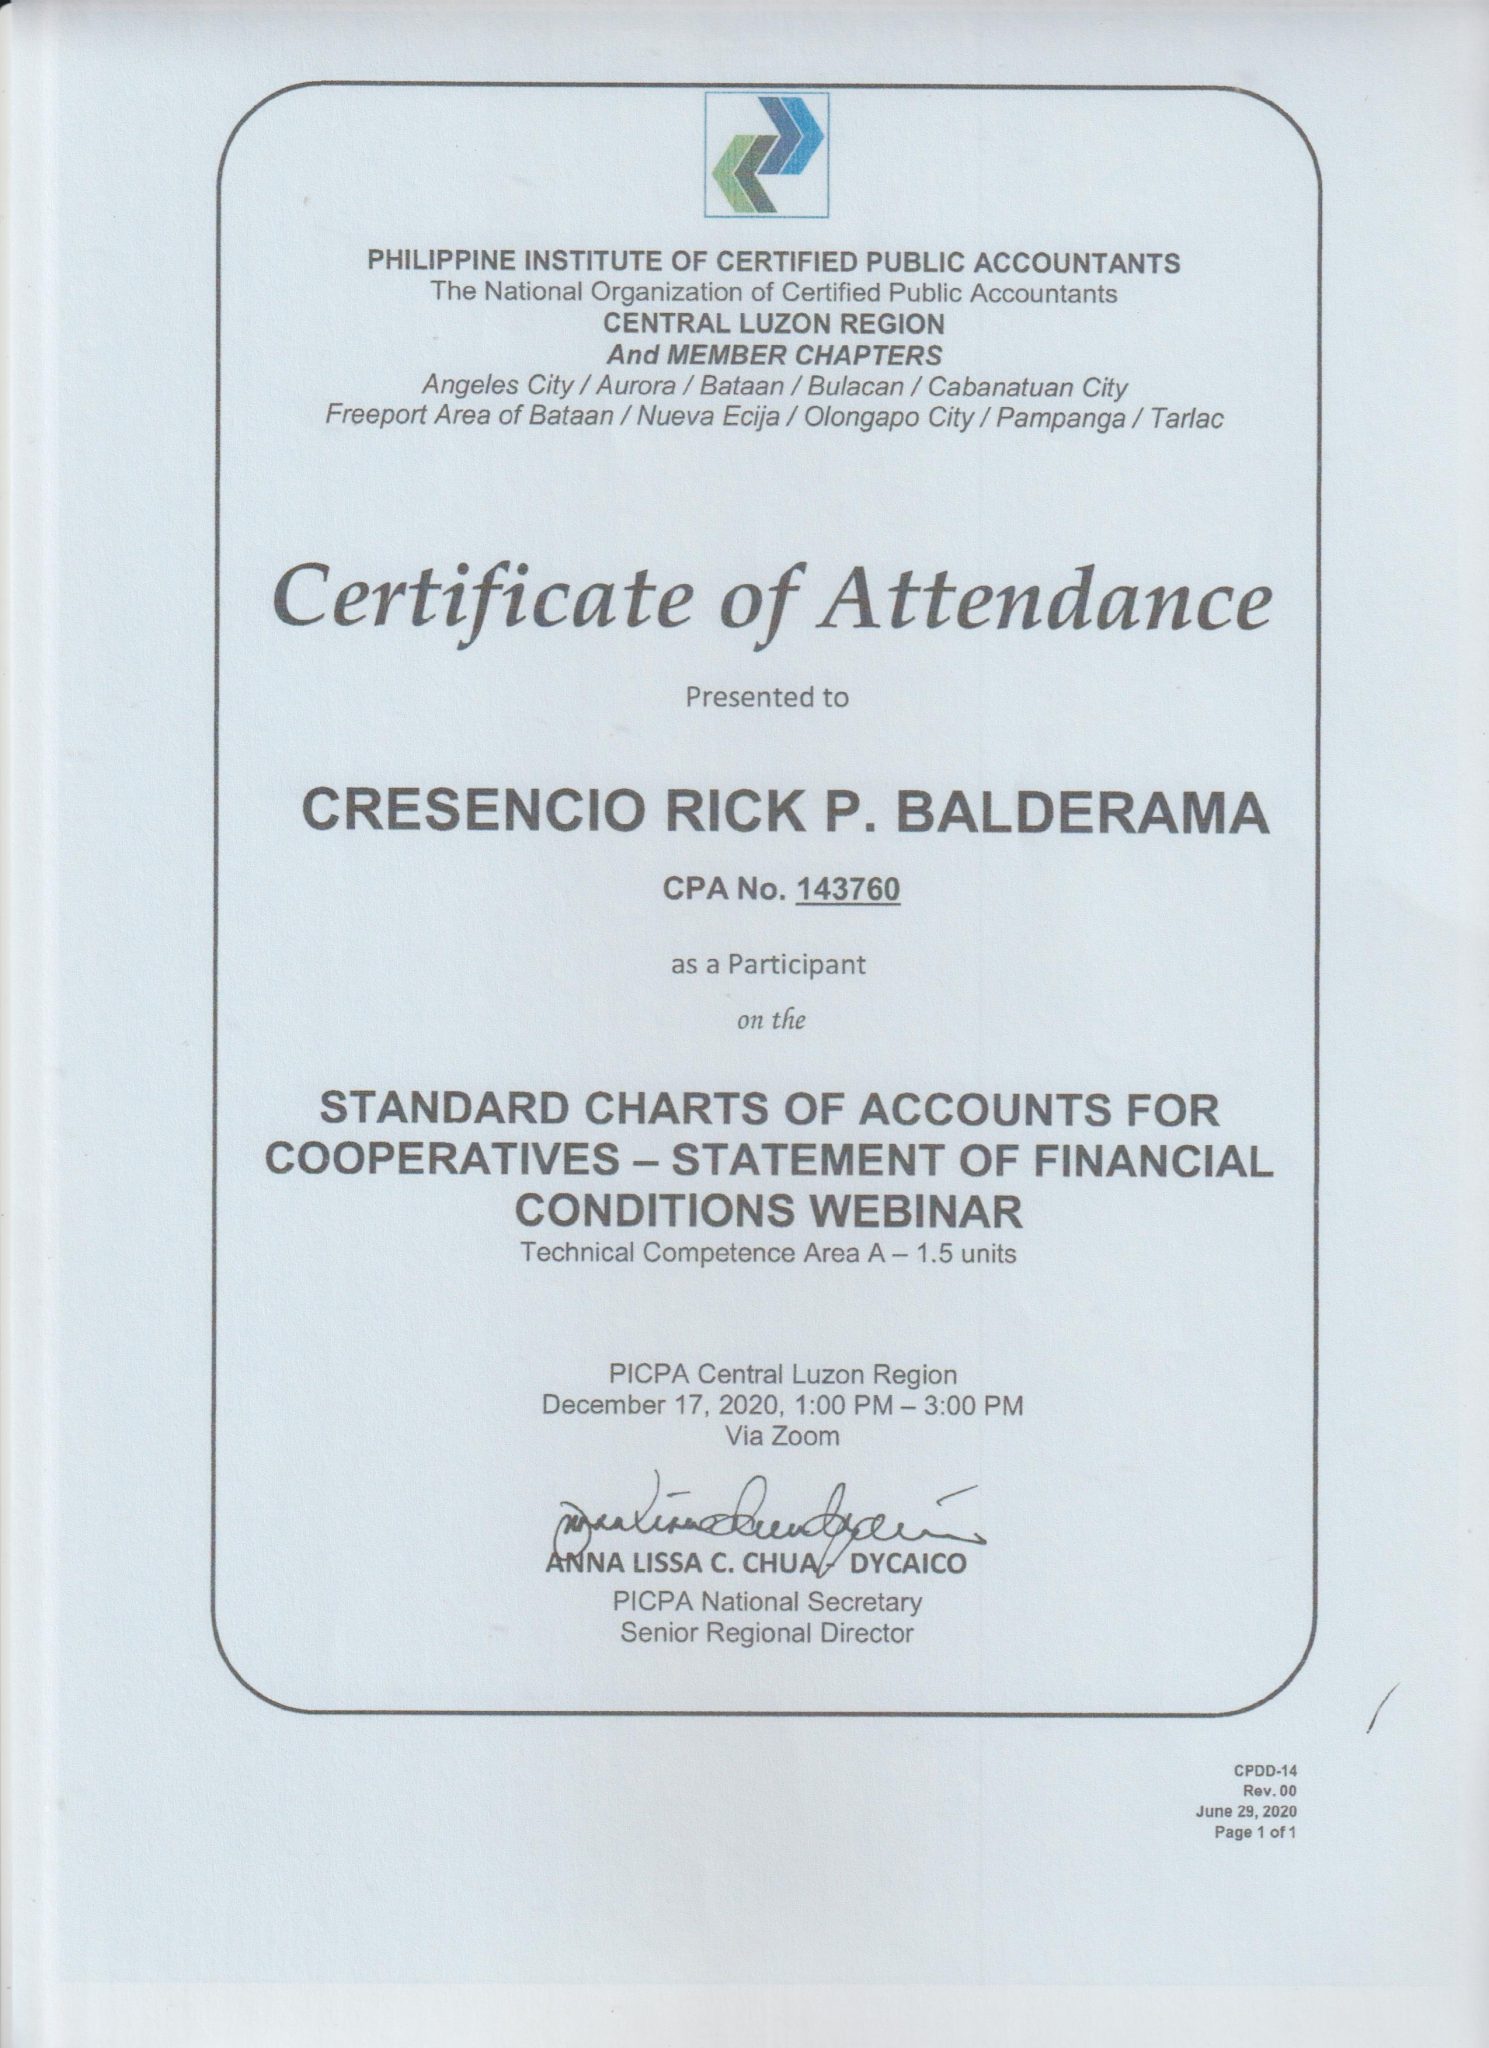 PHILIPPINE INSTITUTE OF CERTIFIED PUBLIC ACCOUNTANTS
The National Organization of Certified Public Accountants
CENTRAL LUZON REGION
And MEMBER CHAPTERS
Angeles City / Aurora / Bataan / Bulacan / Cabanatuan City
Freeport Area of Bataan / Nueva Ecija / Olongapo City / Pampanga / Tarlac
Certificate of Attendance
Presented to
CRESENCIO RICK P. BALDERAMA
CPA No. 143760
as a Participant
on the
STANDARD CHARTS OF ACCOUNTS FOR
COOPERATIVES – STATEMENT OF FINANCIAL
CONDITIONS WEBINAR
Technical Competence Area A – 1.5 units
PICPA Central Luzon Region
December 17, 2020, 1:00 PM – 3:00 PM
Via Zoom
ANNA LISSA C. CHUA - DYCAICO
PICPA National Secretary
Senior Regional Director
CPDD-14
Rev. 00
June 29, 2020
Page 1 of 1